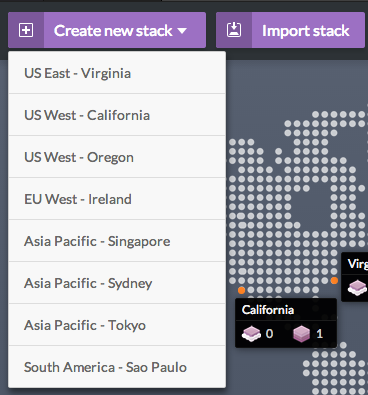 Create new stack
Import stack
US East - Virginia
US West - California
US West - Oregon
EU West - Ireland
Asia Pacific - Singapore
Asia Pacific - Sydney
Asia Pacific - Tokyo
South America - Sao Paulo
Virg
California
0 1